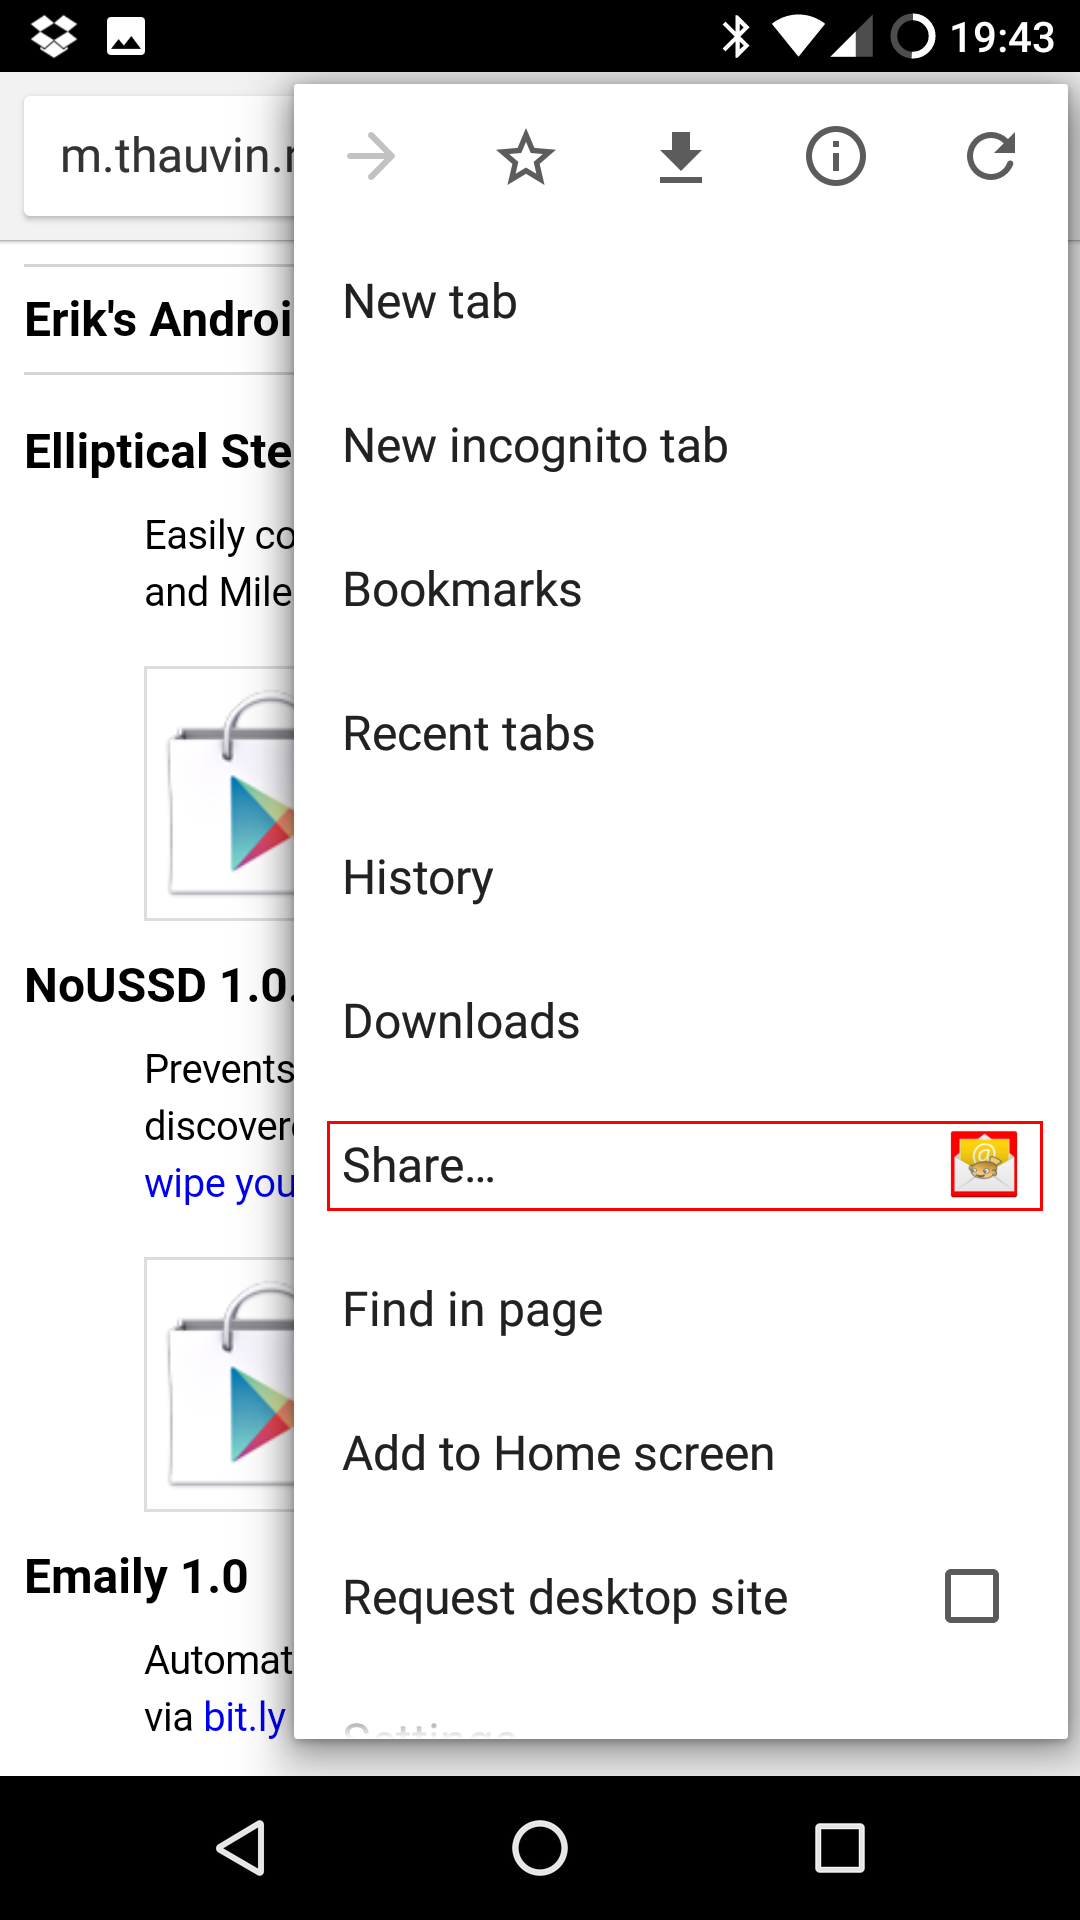 19:43
m.thauvin.
New tab
New incognito tab
Bookmarks
Recent tabs
History
Downloads
Share...
@
Find in page
Add to Home screen
Request desktop site
Settings
Erik's Androi
Elliptical Ste
Easily co
and Mile
NoUSSD 1.0.
Prevents
discover
wipe you
Emaily 1.0
Automat
via bit.ly